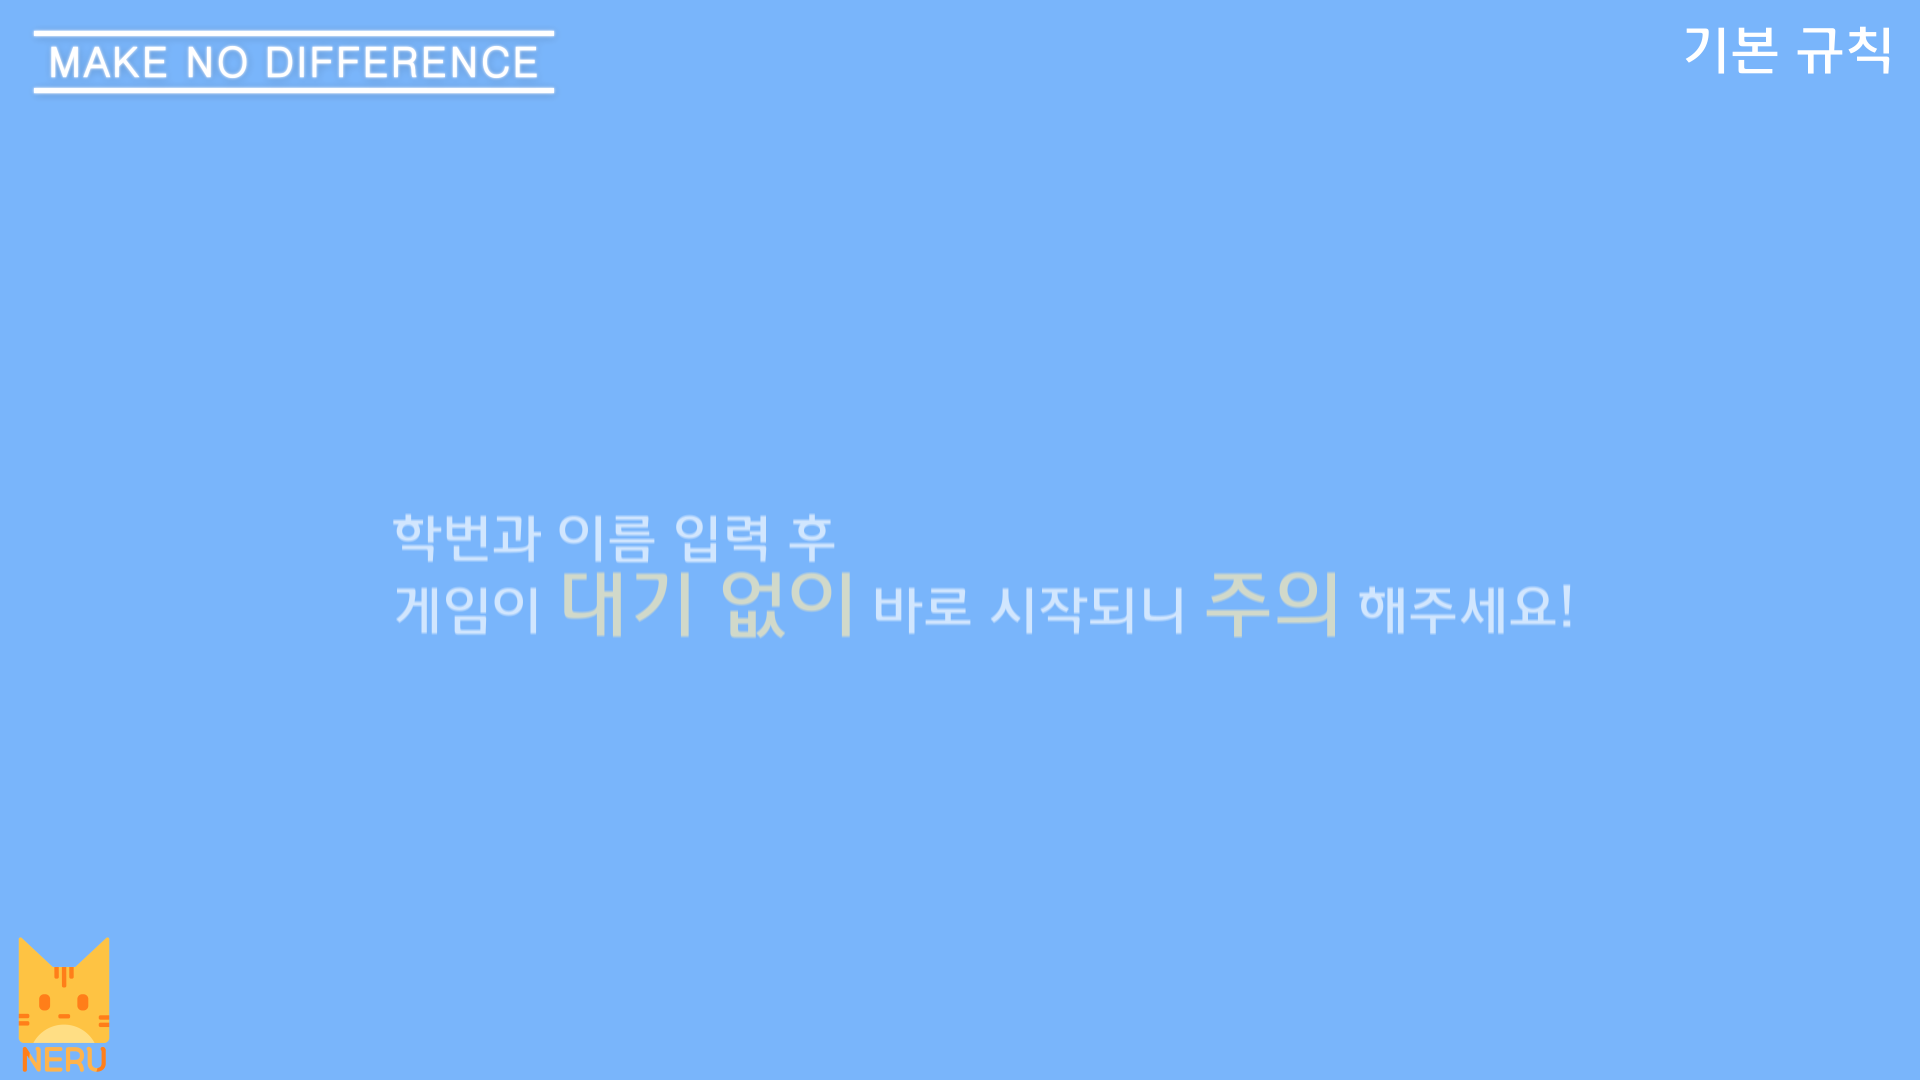 MAKE NO DIFFERENCE
기본 규칙
학번과 이름 입력 후
게임이 대기 없이 바로 시작되니 주의 해주세요!
NERU